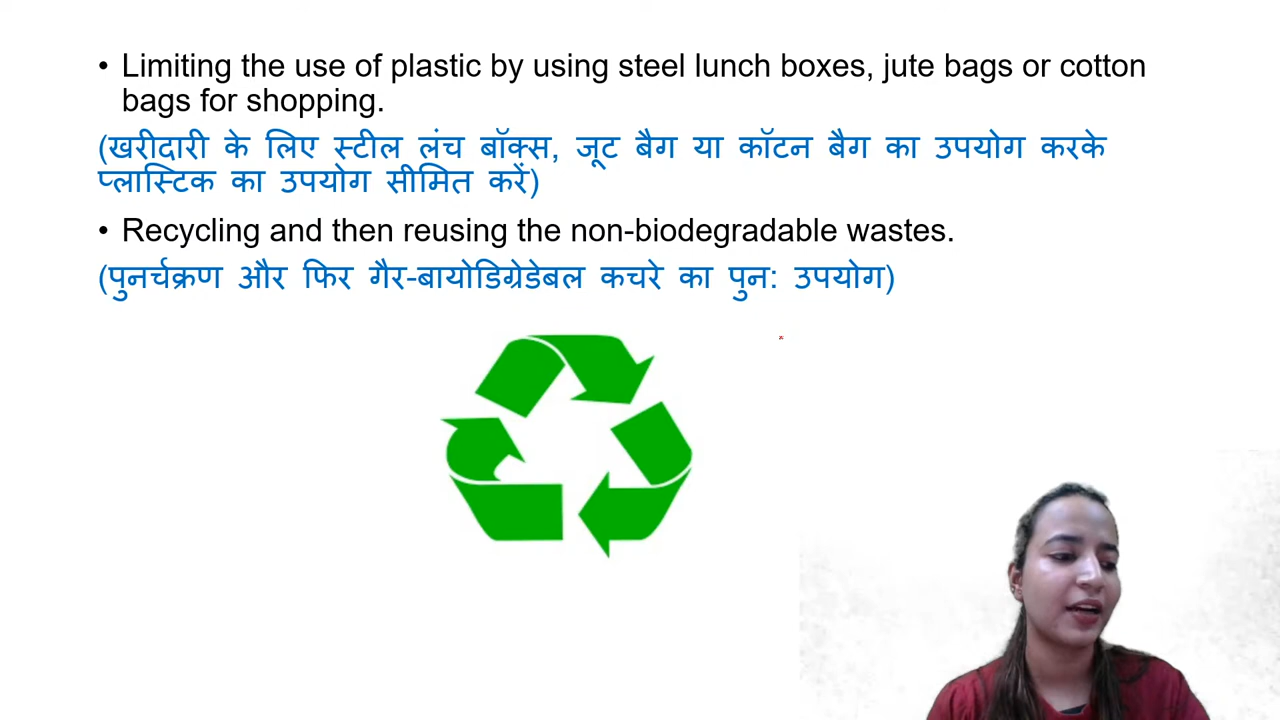 • Limiting the use of plastic by using steel lunch boxes, jute bags or cotton
bags for shopping.
(खरीदारी के लिए स्टील लंच बॉक्स, जूट बैग या कॉटन बैग का उपयोग करके
प्लास्टिक का उपयोग सीमित करें)
• Recycling and then reusing the non-biodegradable wastes.
(पुनर्चक्रण और फिर गैर-बायोडिग्रेडेबल कचरे का पुन: उपयोग)